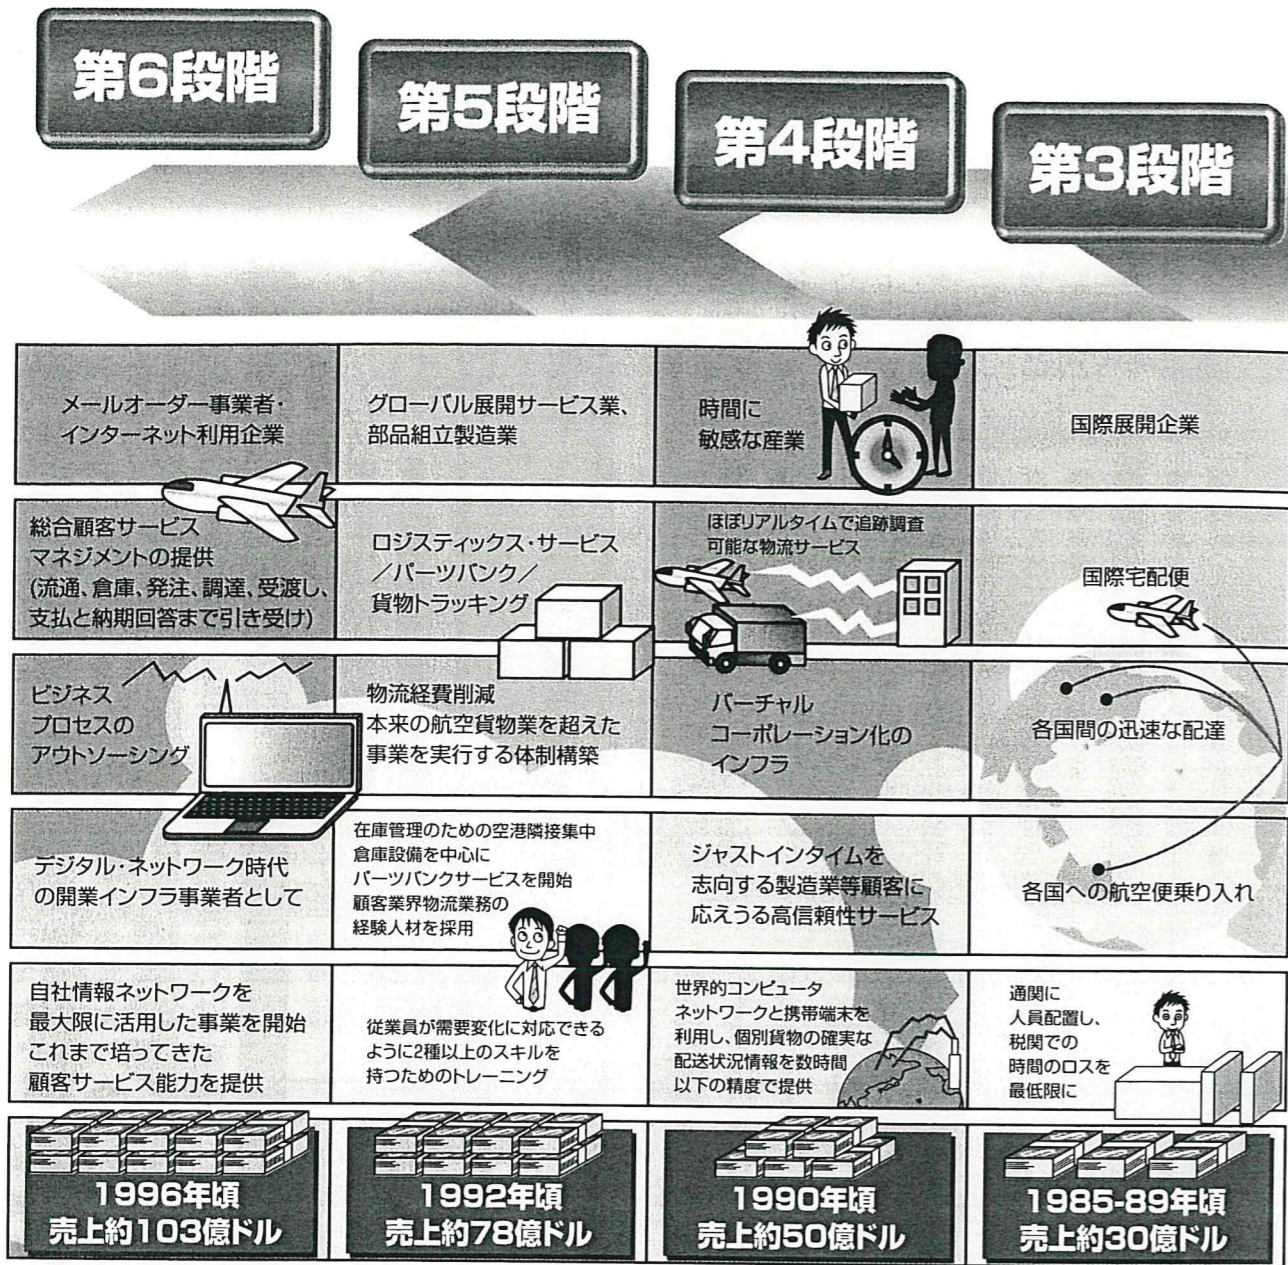 第6段階
第5段階
第4段階
第3段階
メールオーダー事業者・
インターネット利用企業
グローバル展開サービス業、
部品組立製造業
時間に
敏感な産業
国際展開企業
総合顧客サービス
マネジメントの提供
(流通、倉庫、発注、調達、受渡し、
支払と納期回答まで引き受け)
ロジスティックス・サービス
／パーツバンク／
貨物トラッキング
ほぼリアルタイムで追跡調査
可能な物流サービス
国際宅配便
ビジネス
プロセスの
アウトソーシング
物流経費削減
本来の航空貨物業を超えた
事業を実行する体制構築
バーチャル
コーポレーション化の
インフラ
各国間の迅速な配達
デジタル・ネットワーク時代
の開業インフラ事業者として
在庫管理のための空港隣接集中
倉庫設備を中心に
パーツバンクサービスを開始
顧客業界物流業務の
経験人材を採用
ジャストインタイムを
志向する製造業等顧客に
応えうる高信頼性サービス
各国への航空便乗り入れ
自社情報ネットワークを
最大限に活用した事業を開始
これまで培ってきた
顧客サービス能力を提供
従業員が需要変化に対応できる
ように2種以上のスキルを
持つためのトレーニング
世界的コンピュータ
ネットワークと携帯端末を
利用し、個別貨物の確実な
配送状況情報を数時間
以下の精度で提供
通関に
人員配置し、
税関での
時間のロスを
最低限に
1996年頃
売上約103億ドル
1992年頃
売上約78億ドル
1990年頃
売上約50億ドル
1985-89年頃
売上約30億ドル